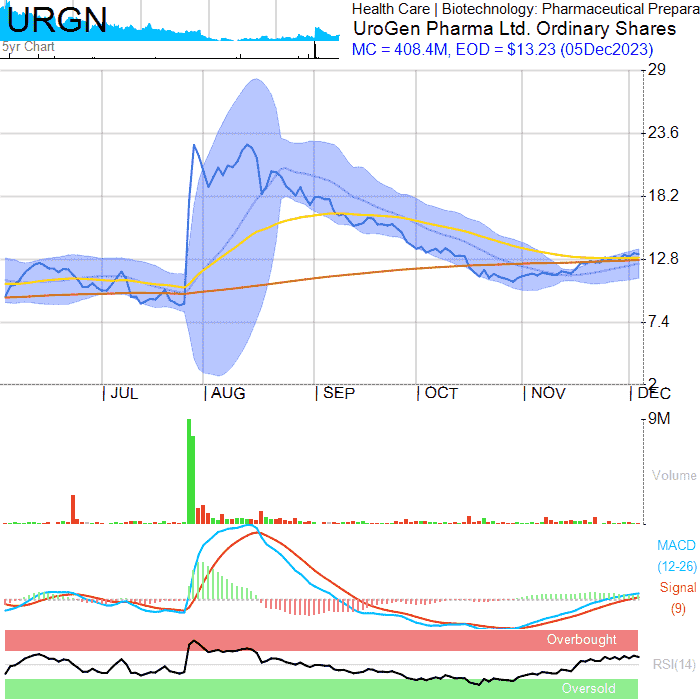 URGN
5yr Chart
Health Care | Biotechnology: Pharmaceutical Prepara
UroGen Pharma Ltd. Ordinary Shares
MC = 408.4M, EOD = $13.23 (05Dec2023)
29
23.6
18.2
12.8
7.4
2
JUL AUG SEP OCT NOV DEC
9M
Volume
MACD
(12-26)
Signal
(9)
Overbought
RSI(14)
Oversold